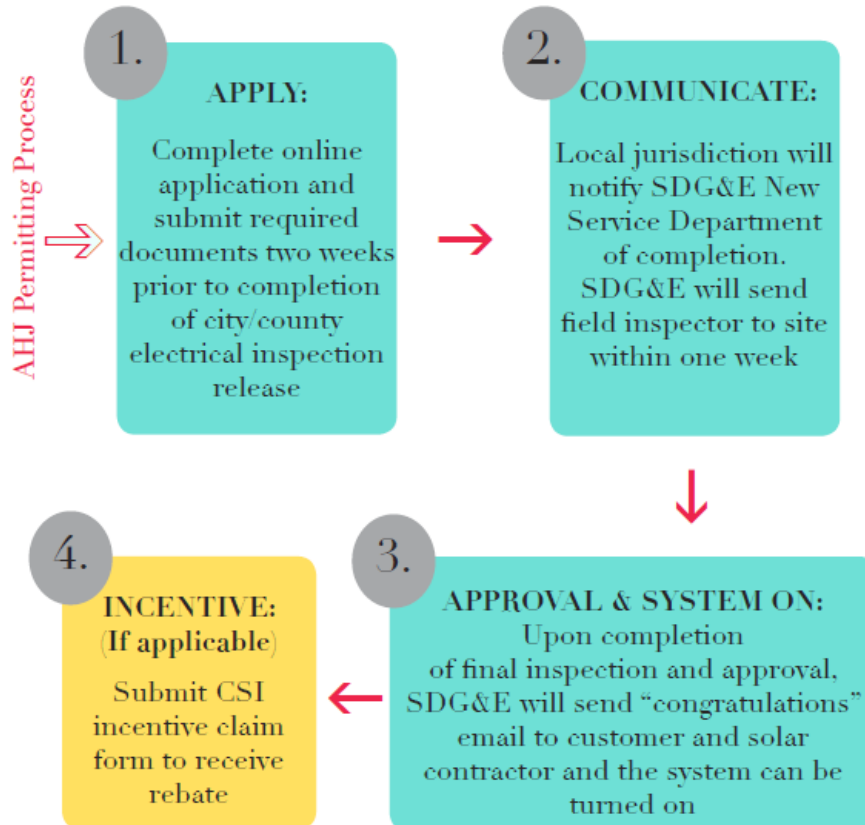 AHJ Permitting Process
1.
APPLY:
Complete online
application and
submit required
documents two weeks
prior to completion
of city/county
electrical inspection
release
2.
COMMUNICATE:
Local jurisdiction will
notify SDG&E New
Service Department
of completion.
SDG&E will send
field inspector to site
within one week
3.
APPROVAL & SYSTEM ON:
Upon completion
of final inspection and approval,
SDG&E will send “congratulations”
email to customer and solar
contractor and the system can be
turned on
4.
INCENTIVE:
(If applicable)
Submit CSI
incentive claim
form to receive
rebate